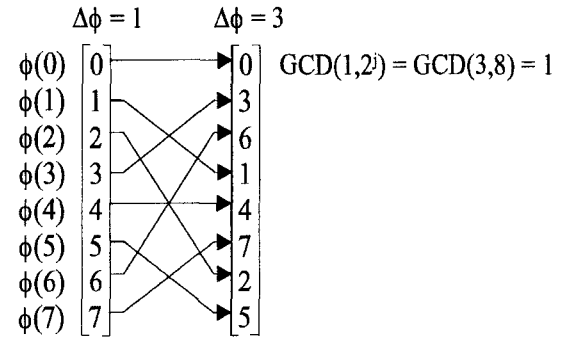 Δϕ = 1 Δϕ = 3
ϕ(0) 0 0 GCD(1,2ʲ) = GCD(3,8) = 1
ϕ(1) 1 3
ϕ(2) 2 6
ϕ(3) 3 1
ϕ(4) 4 4
ϕ(5) 5 7
ϕ(6) 6 2
ϕ(7) 7 5